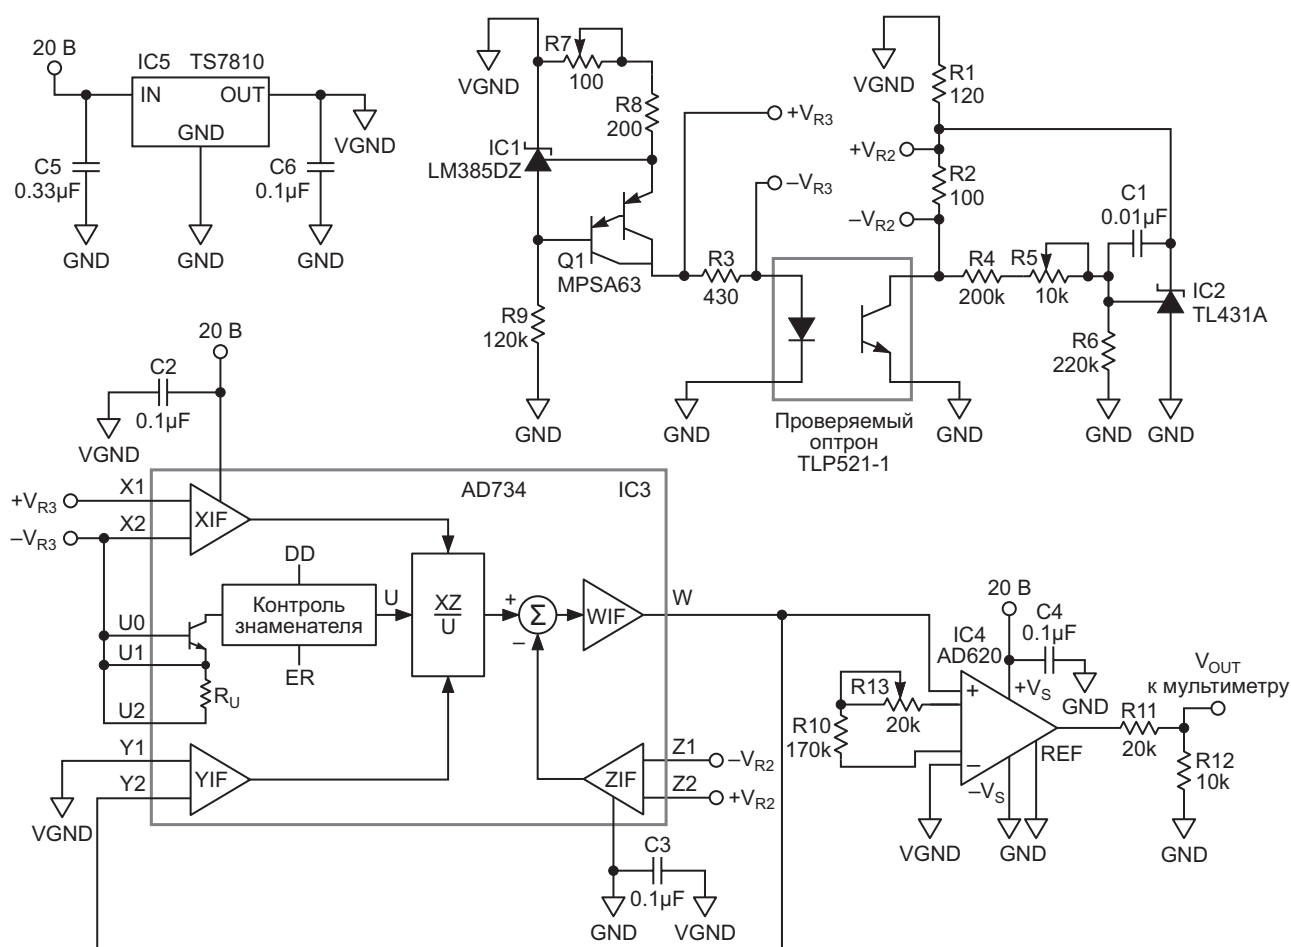 20 В
IC5 TS7810
IN OUT
GND
VGND
C5
0.33µF
C6
0.1µF
GND
GND
GND
VGND
R7
100
R8
200
IC1
LM385DZ
Q1
MPSA63
R9
120k
GND
+VR3
–VR3
R3
430
GND
Проверяемый
оптрон
TLP521-1
VGND
R1
120
+VR2
R2
100
–VR2
C1
0.01µF
R4
200k
R5
10k
IC2
TL431A
R6
220k
GND
GND
GND
20 В
C2
0.1µF
VGND
AD734 IC3
+VR3
X1
–VR3
X2
XIF
DD
Контроль
знаменателя
ER
U
XZ
U
+
–
Σ
WIF
W
U0
U1
U2
RU
Y1
Y2
YIF
VGND
ZIF
Z1
–VR2
Z2
+VR2
C3
0.1µF
GND
VGND
20 В
C4
0.1µF
GND
IC4
AD620
+VS
R13
20k
R10
170k
+
–
–VS
REF
VGND
GND
GND
R11
20k
VOUT
к мультиметру
R12
10k
GND